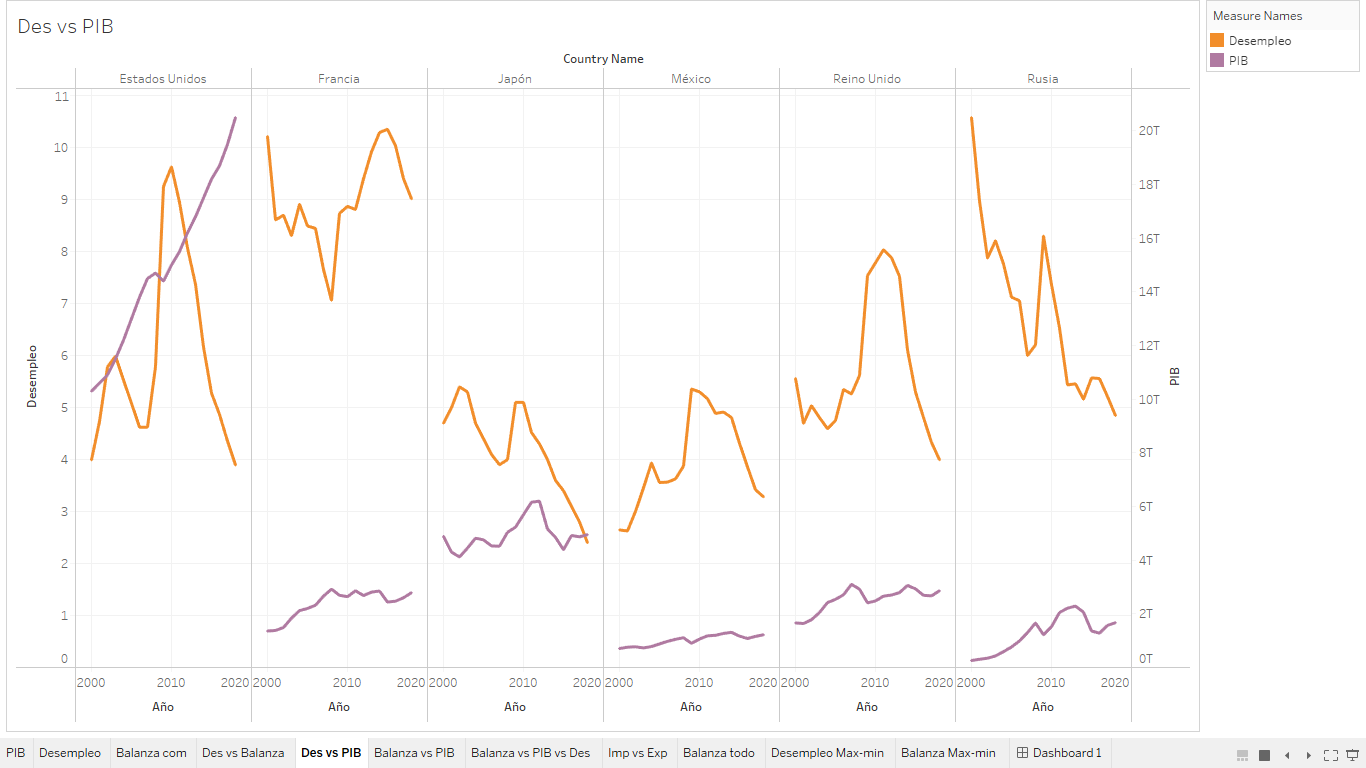 Des vs PIB
Measure Names
Desempleo
PIB
Country Name
Estados Unidos Francia Japón México Reino Unido Rusia
11
10
9
8
7
6
5
4
3
2
1
0
Desempleo
20T
18T
16T
14T
12T
10T
8T
6T
4T
2T
0T
PIB
2000 2010 2020 2000 2010 2020 2000 2010 2020 2000 2010 2020 2000 2010 2020 2000 2010 2020
Año Año Año Año Año Año
PIB Desempleo Balanza com Des vs Balanza Des vs PIB Balanza vs PIB Balanza vs PIB vs Des Imp vs Exp Balanza todo Desempleo Max-min Balanza Max-min Dashboard 1